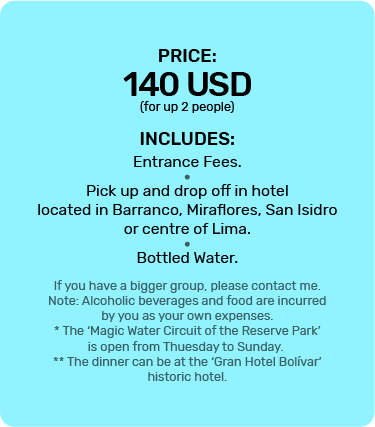 PRICE:
140 USD
(for up 2 people)
INCLUDES:
Entrance Fees.
•
Pick up and drop off in hotel
located in Barranco, Miraflores, San Isidro
or centre of Lima.
•
Bottled Water.
If you have a bigger group, please contact me.
Note: Alcoholic beverages and food are incurred
by you as your own expenses.
* The ‘Magic Water Circuit of the Reserve Park’
is open from Thuesday to Sunday.
** The dinner can be at the ‘Gran Hotel Bolívar’
historic hotel.